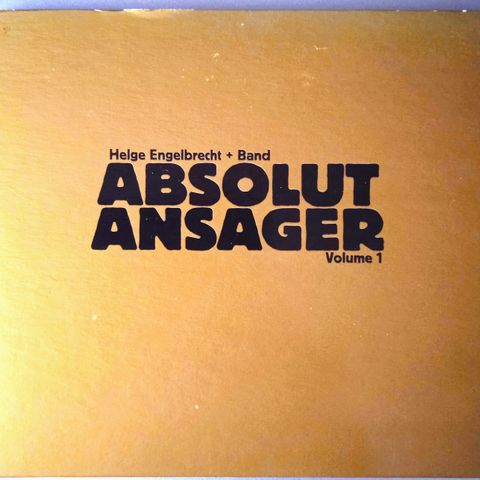 Helge Engelbrecht + Band
ABSOLUT
ANSAGER
Volume 1